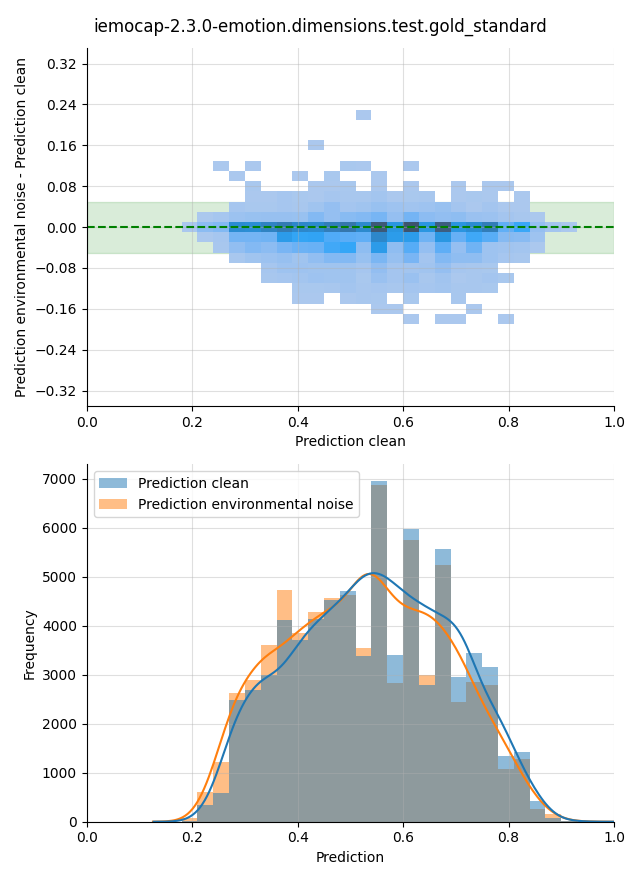 iemocap-2.3.0-emotion.dimensions.test.gold_standard
Prediction environmental noise - Prediction clean
0.32
0.24
0.16
0.08
0.00
−0.08
−0.16
−0.24
−0.32
0.0 0.2 0.4 0.6 0.8 1.0
Prediction clean
Frequency
7000
6000
5000
4000
3000
2000
1000
0
Prediction clean
Prediction environmental noise
0.0 0.2 0.4 0.6 0.8 1.0
Prediction